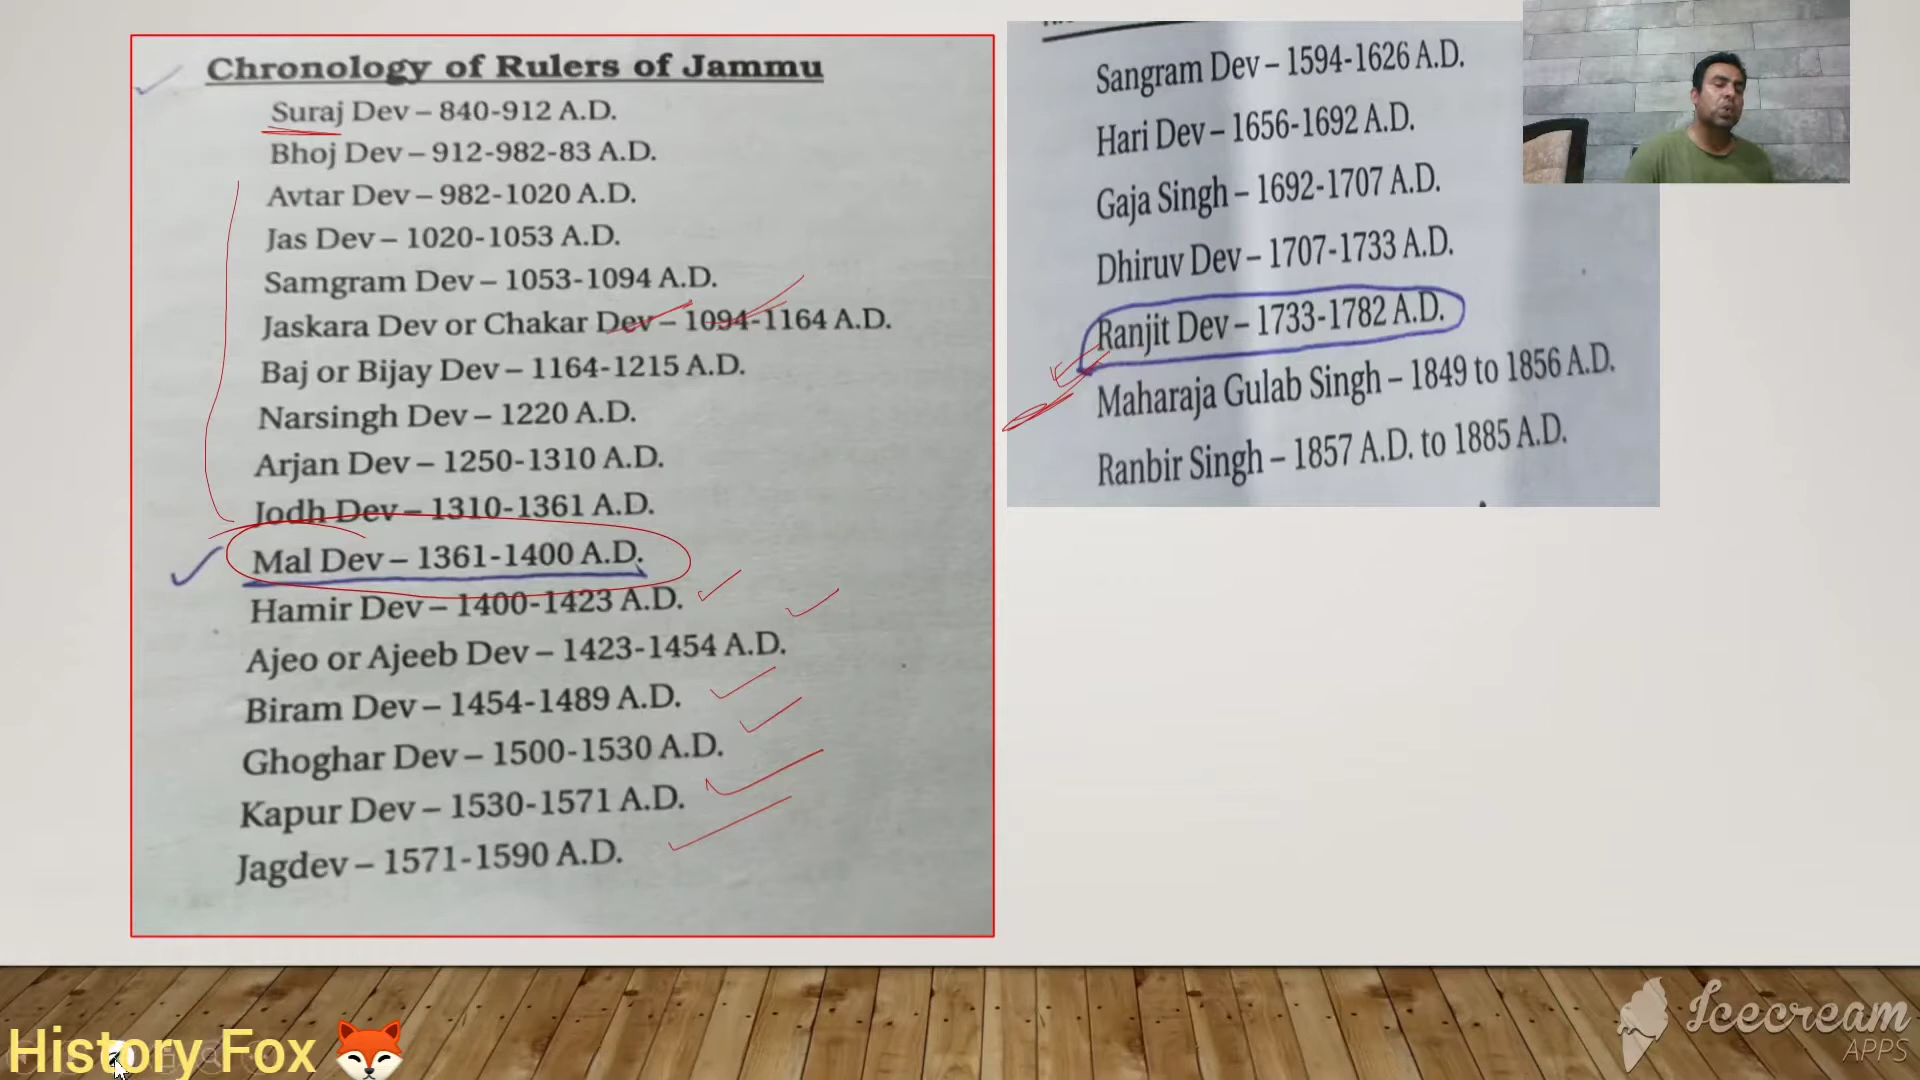 Chronology of Rulers of Jammu
Suraj Dev – 840-912 A.D.
Bhoj Dev – 912-982-83 A.D.
Avtar Dev – 982-1020 A.D.
Jas Dev – 1020-1053 A.D.
Samgram Dev – 1053-1094 A.D.
Jaskara Dev or Chakar Dev – 1094-1164 A.D.
Baj or Bijay Dev – 1164-1215 A.D.
Narsingh Dev – 1220 A.D.
Arjan Dev – 1250-1310 A.D.
Jodh Dev – 1310-1361 A.D.
Mal Dev – 1361-1400 A.D.
Hamir Dev – 1400-1423 A.D.
Ajeo or Ajeeb Dev – 1423-1454 A.D.
Biram Dev – 1454-1489 A.D.
Ghoghar Dev – 1500-1530 A.D.
Kapur Dev – 1530-1571 A.D.
Jagdev – 1571-1590 A.D.
Sangram Dev – 1594-1626 A.D.
Hari Dev – 1656-1692 A.D.
Gaja Singh – 1692-1707 A.D.
Dhiruv Dev – 1707-1733 A.D.
Ranjit Dev – 1733-1782 A.D.
Maharaja Gulab Singh – 1849 to 1856 A.D.
Ranbir Singh – 1857 A.D. to 1885 A.D.
History Fox
Icecream
APPS